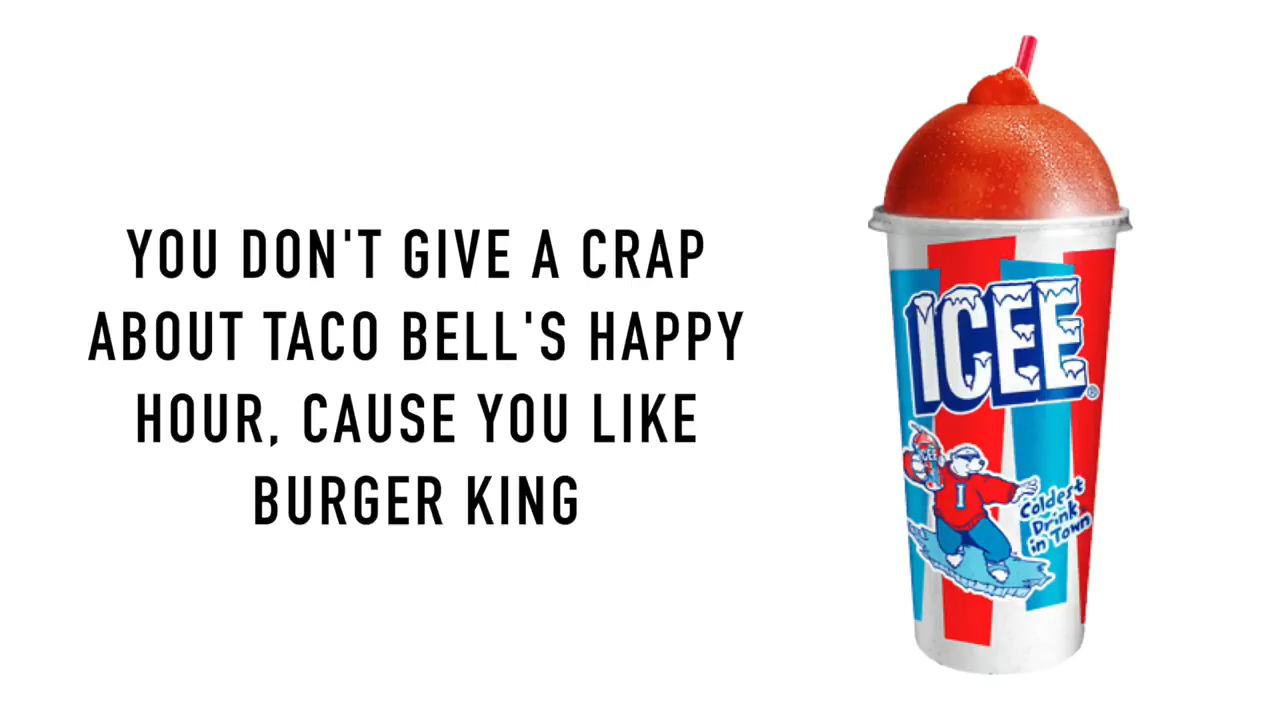 YOU DON'T GIVE A CRAP
ABOUT TACO BELL'S HAPPY
HOUR, CAUSE YOU LIKE
BURGER KING
ICEE®
ICEE
I
Coldest
Drink
in Town